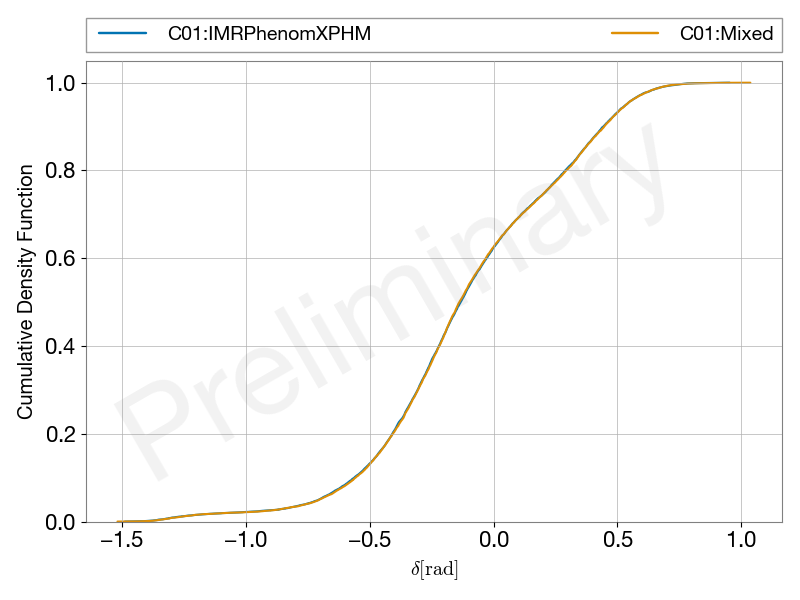 C01:IMRPhenomXPHM C01:Mixed
1.0
0.8
0.6
0.4
0.2
0.0
Cumulative Density Function
Preliminary
−1.5 −1.0 −0.5 0.0 0.5 1.0
δ[rad]